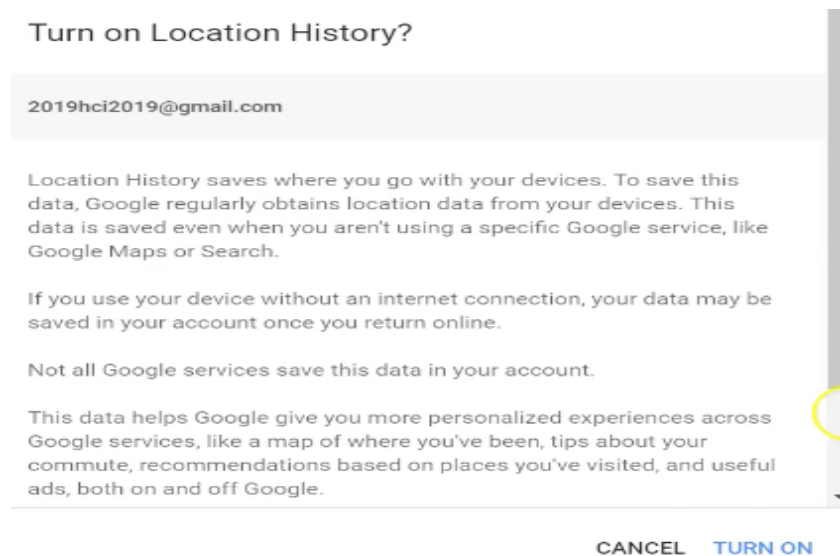 Turn on Location History?
2019hci2019@gmail.com
Location History saves where you go with your devices. To save this
data, Google regularly obtains location data from your devices. This
data is saved even when you aren't using a specific Google service, like
Google Maps or Search.
If you use your device without an internet connection, your data may be
saved in your account once you return online.
Not all Google services save this data in your account.
This data helps Google give you more personalized experiences across
Google services, like a map of where you've been, tips about your
commute, recommendations based on places you've visited, and useful
ads, both on and off Google.
CANCEL TURN ON